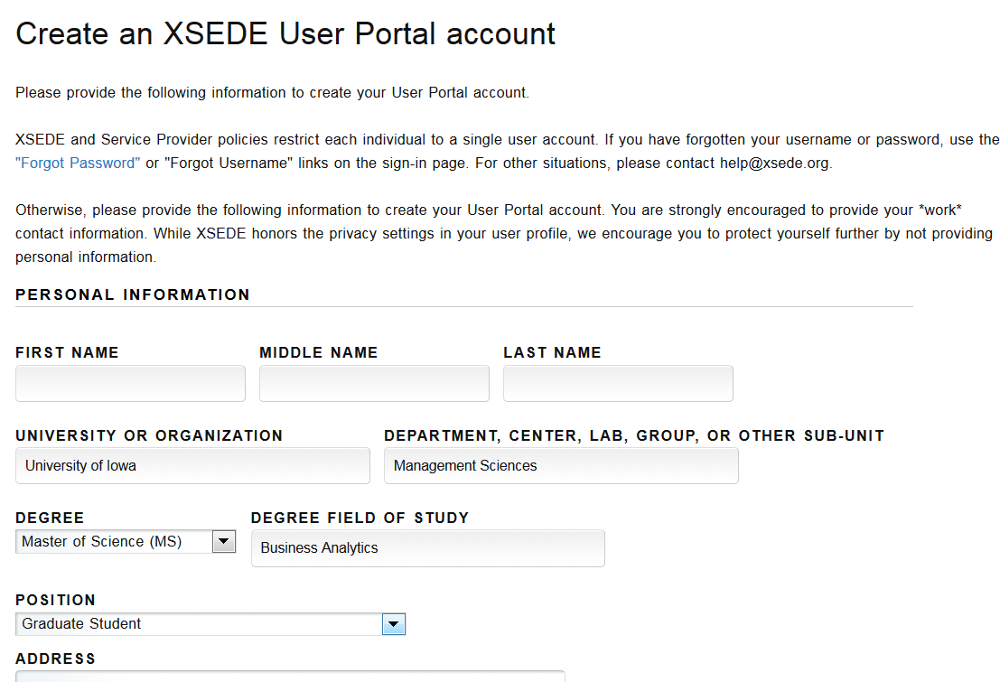 Create an XSEDE User Portal account
Please provide the following information to create your User Portal account.
XSEDE and Service Provider policies restrict each individual to a single user account. If you have forgotten your username or password, use the
"Forgot Password" or "Forgot Username" links on the sign-in page. For other situations, please contact help@xsede.org.
Otherwise, please provide the following information to create your User Portal account. You are strongly encouraged to provide your *work*
contact information. While XSEDE honors the privacy settings in your user profile, we encourage you to protect yourself further by not providing
personal information.
PERSONAL INFORMATION
FIRST NAME MIDDLE NAME LAST NAME
UNIVERSITY OR ORGANIZATION DEPARTMENT, CENTER, LAB, GROUP, OR OTHER SUB-UNIT
University of Iowa Management Sciences
DEGREE DEGREE FIELD OF STUDY
Master of Science (MS) Business Analytics
POSITION
Graduate Student
ADDRESS